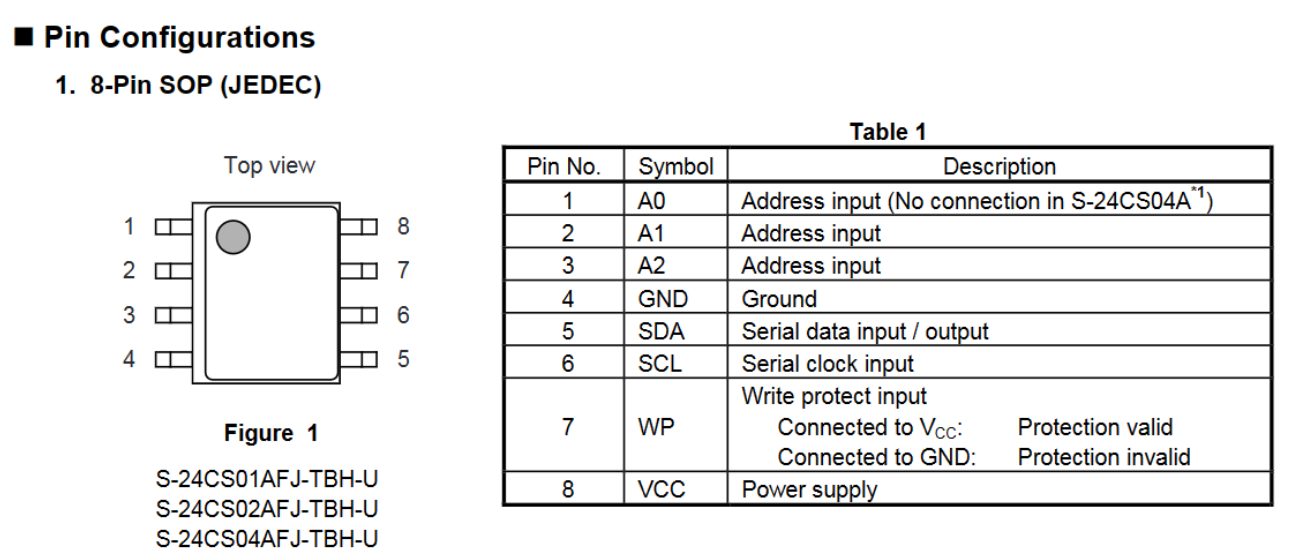 ■ Pin Configurations
1. 8-Pin SOP (JEDEC)
Top view
1 8
2 7
3 6
4 5
Figure 1
S-24CS01AFJ-TBH-U
S-24CS02AFJ-TBH-U
S-24CS04AFJ-TBH-U
Table 1
Pin No. Symbol Description
1 A0 Address input (No connection in S-24CS04A*1)
2 A1 Address input
3 A2 Address input
4 GND Ground
5 SDA Serial data input / output
6 SCL Serial clock input
7 WP Write protect input
Connected to VCC: Protection valid
Connected to GND: Protection invalid
8 VCC Power supply